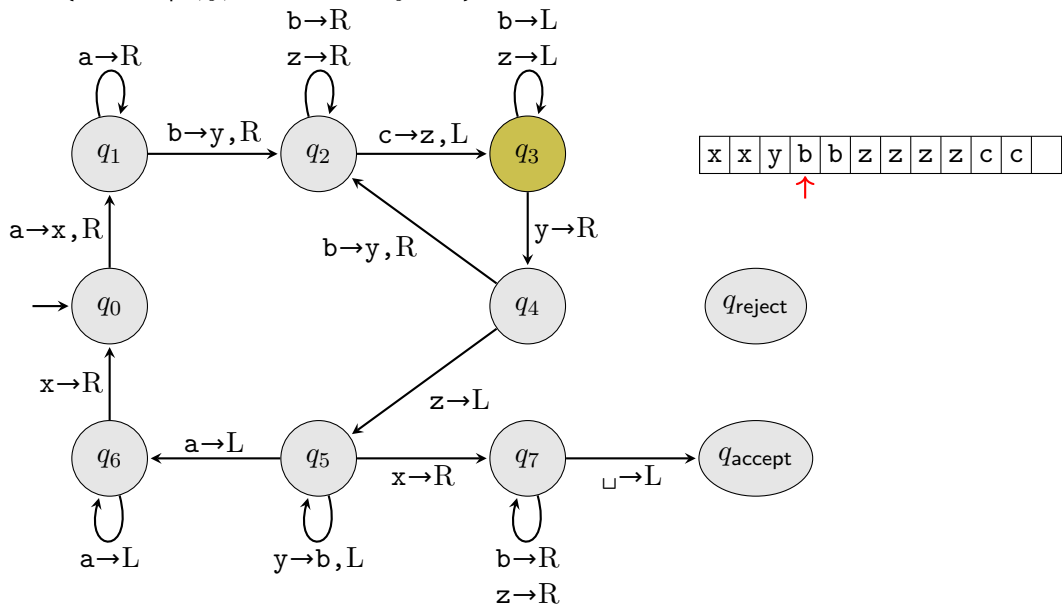 b→R
z→R
b→L
z→L
a→R
q1
b→y,R
q2
c→z,L
q3
x x y b b z z z z c c
a→x,R
b→y,R
y→R
q0
q4
qreject
x→R
z→L
q6
a→L
q5
x→R
q7
␣→L
qaccept
a→L
y→b,L
b→R
z→R